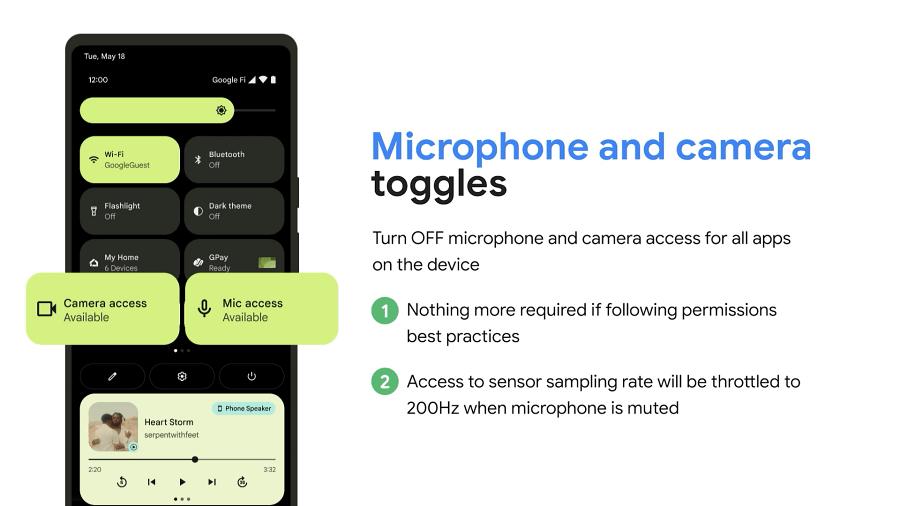 Tue, May 18
12:00
Google Fi
Wi-Fi
GoogleGuest
Bluetooth
Off
Flashlight
Off
Dark theme
Off
My Home
6 Devices
GPay
Ready
Camera access
Available
Mic access
Available
Phone Speaker
Heart Storm
serpentwithfeet
2:20
3:32
Microphone and camera
toggles
Turn OFF microphone and camera access for all apps
on the device
1 Nothing more required if following permissions
best practices
2 Access to sensor sampling rate will be throttled to
200Hz when microphone is muted